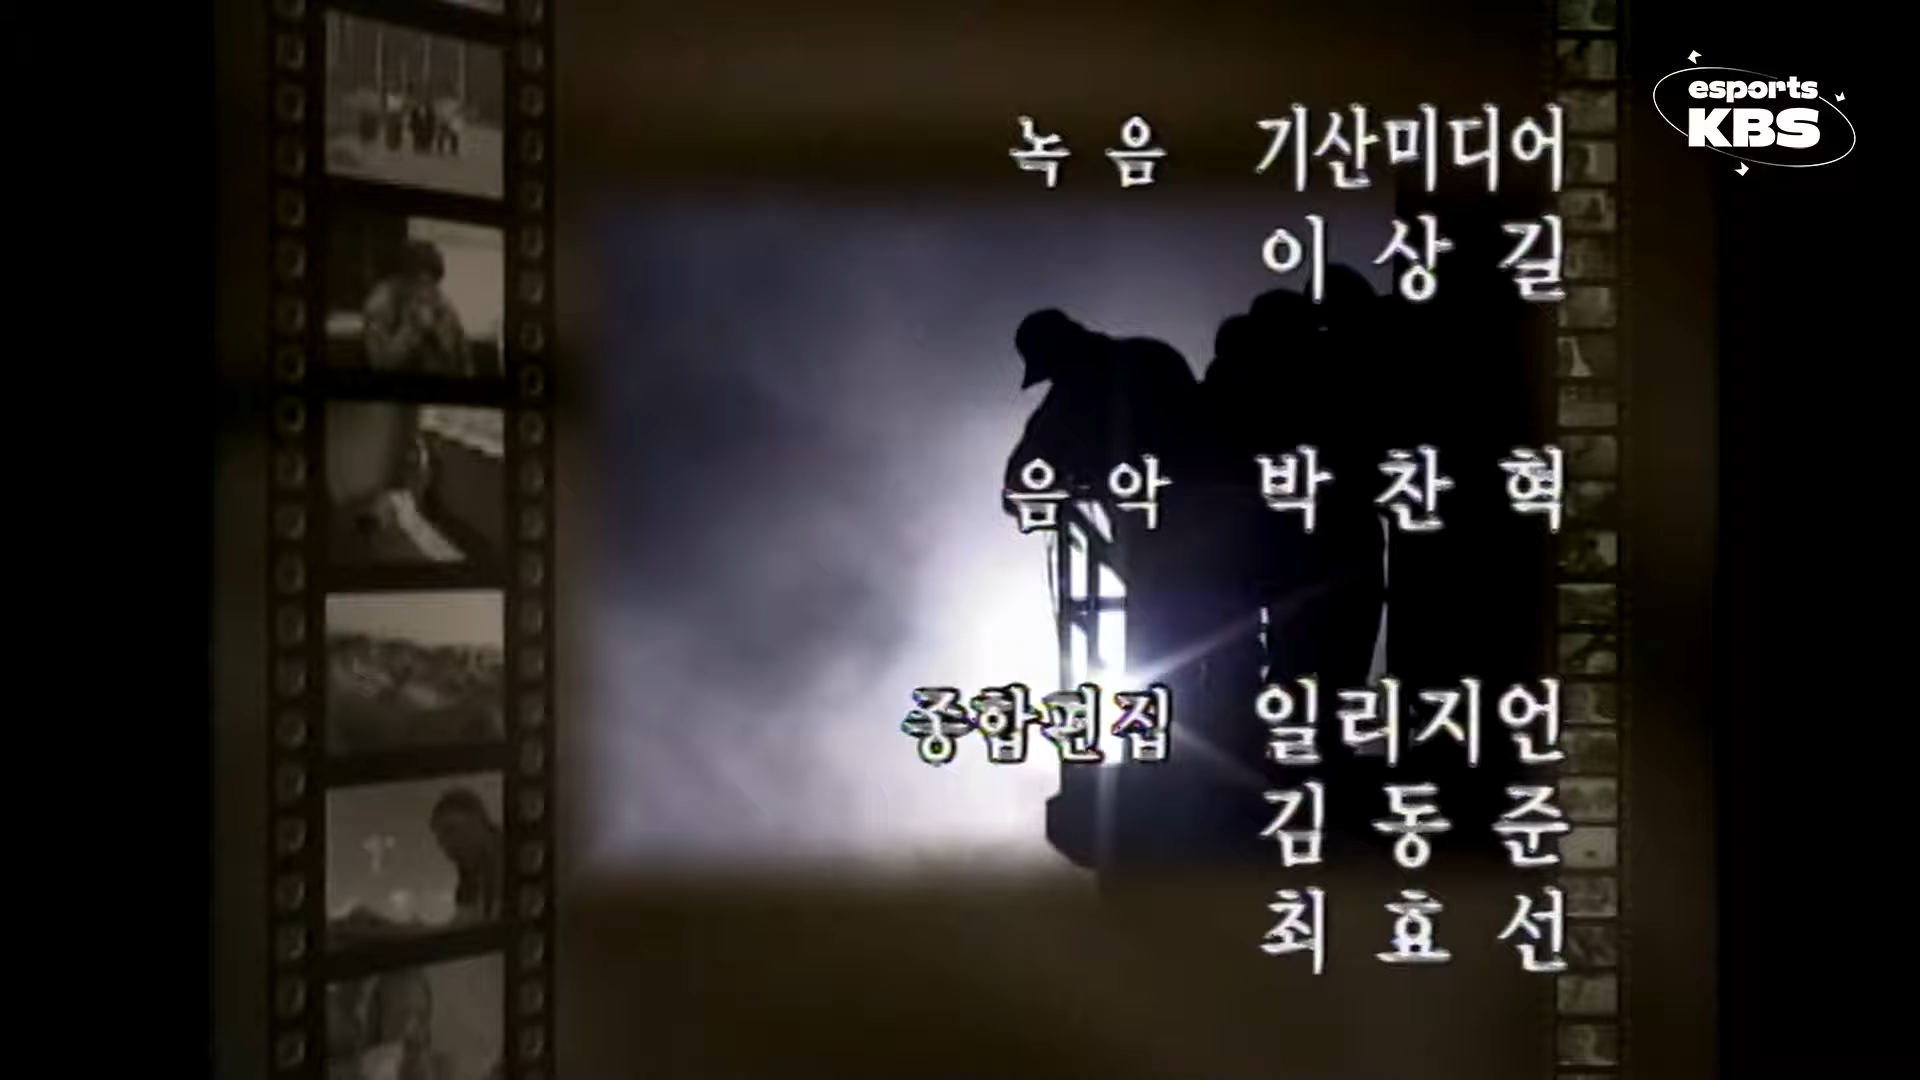 esports
KBS
녹 음 기산미디어
이 상 길
음 악 박 찬 혁
종합편집 일리지언
김 동 준
최 효 선